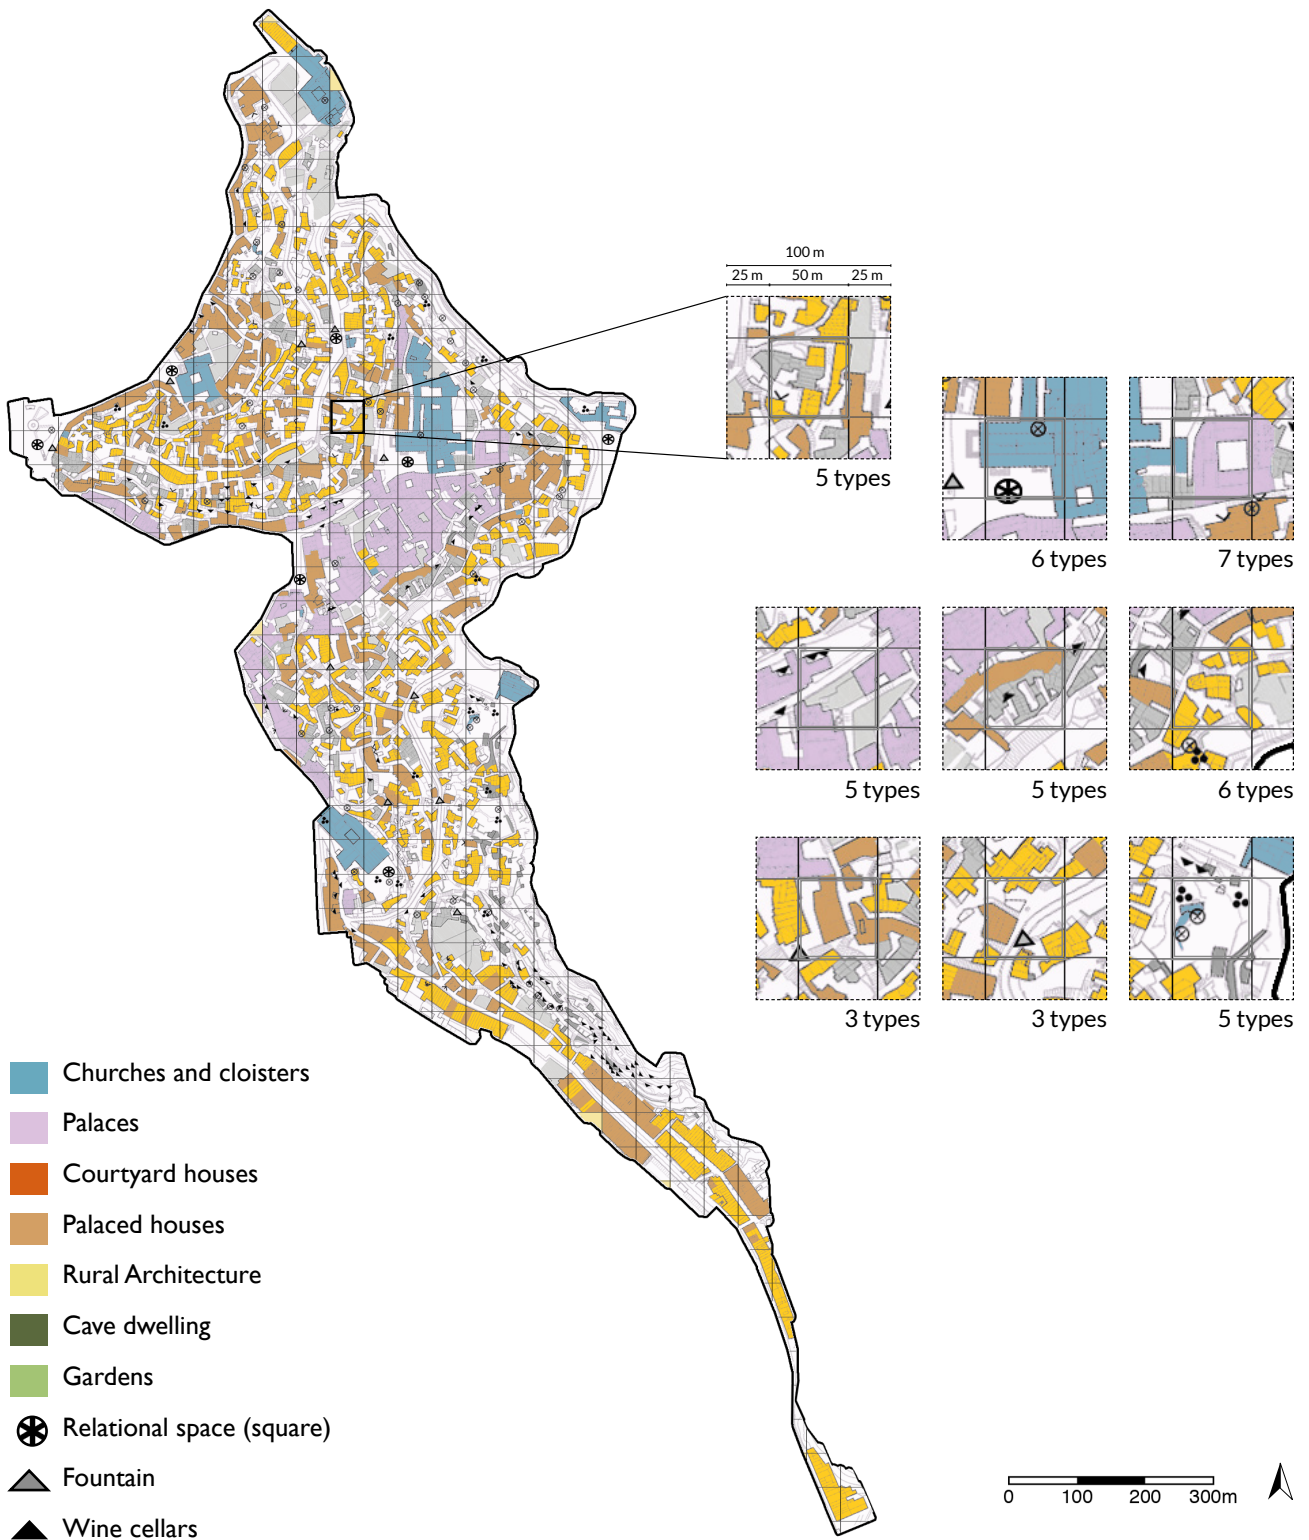 100 m
25 m 50 m 25 m
5 types
6 types
7 types
5 types
5 types
6 types
3 types
3 types
5 types
Churches and cloisters
Palaces
Courtyard houses
Palaced houses
Rural Architecture
Cave dwelling
Gardens
Relational space (square)
Fountain
Wine cellars
0 100 200 300m